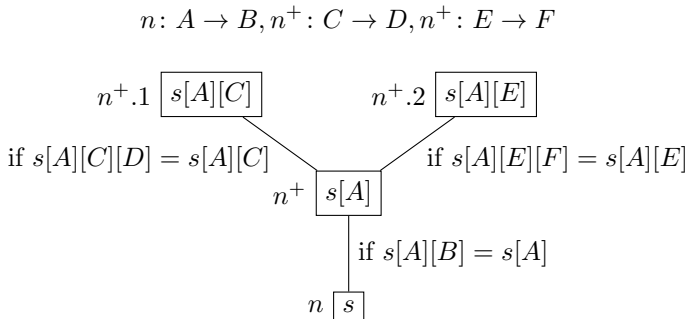 n: A → B, n⁺: C → D, n⁺: E → F
n⁺.1 s[A][C] n⁺.2 s[A][E]
if s[A][C][D] = s[A][C] if s[A][E][F] = s[A][E]
n⁺ s[A]
if s[A][B] = s[A]
n s